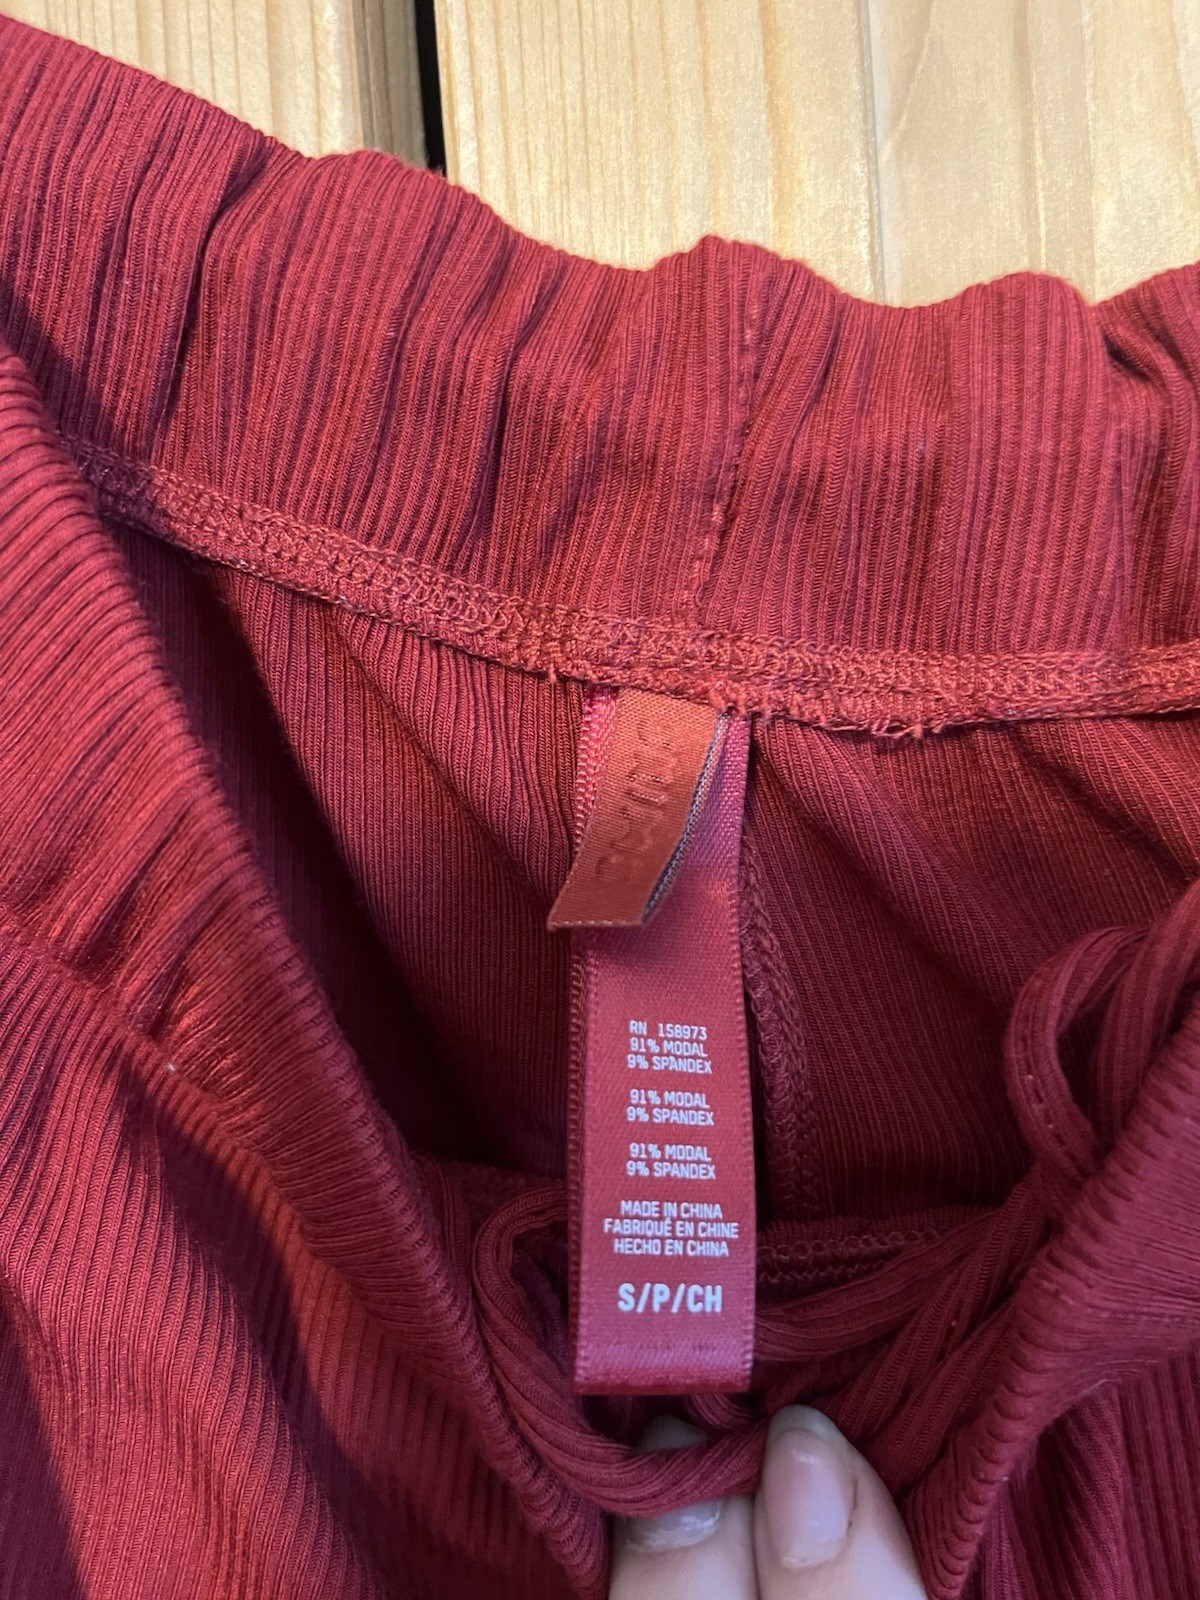 RN 158973
91% MODAL
9% SPANDEX
91% MODAL
9% SPANDEX
91% MODAL
9% SPANDEX
MADE IN CHINA
FABRIQUÉ EN CHINE
HECHO EN CHINA
S/P/CH